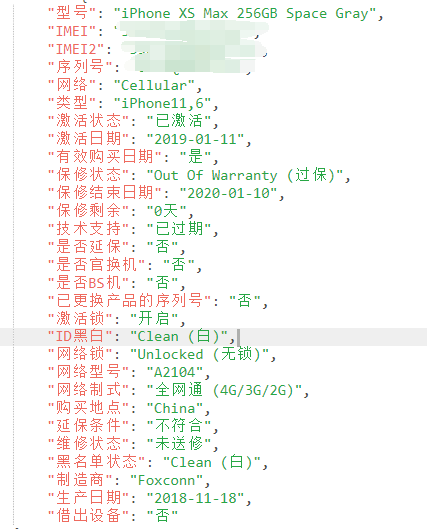 "型号": "iPhone XS Max 256GB Space Gray",
"IMEI":
"IMEI2":
"序列号":
"网络": "Cellular",
"类型": "iPhone11,6",
"激活状态": "已激活",
"激活日期": "2019-01-11",
"有效购买日期": "是",
"保修状态": "Out Of Warranty (过保)",
"保修结束日期": "2020-01-10",
"保修剩余": "0天",
"技术支持": "已过期",
"是否延保": "否",
"是否官换机": "否",
"是否BS机": "否",
"已更换产品的序列号": "否",
"激活锁": "开启",
"ID黑白": "Clean (白)",
"网络锁": "Unlocked (无锁)",
"网络型号": "A2104",
"网络制式": "全网通 (4G/3G/2G)",
"购买地点": "China",
"延保条件": "不符合",
"维修状态": "未送修",
"黑名单状态": "Clean (白)",
"制造商": "Foxconn",
"生产日期": "2018-11-18",
"借出设备": "否"